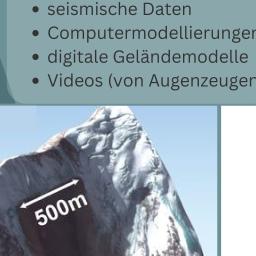 • seismische Daten
• Computermodellierungen
• digitale Geländemodelle
• Videos (von Augenzeugen
500m